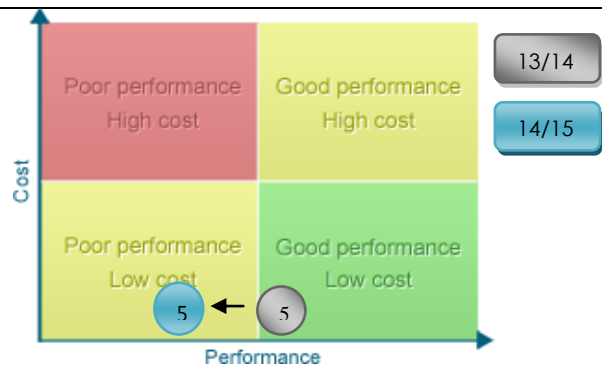 Poor performance
High cost
Good performance
High cost
13/14
14/15
Cost
Poor performance
Low cost
Good performance
Low cost
5
5
Performance